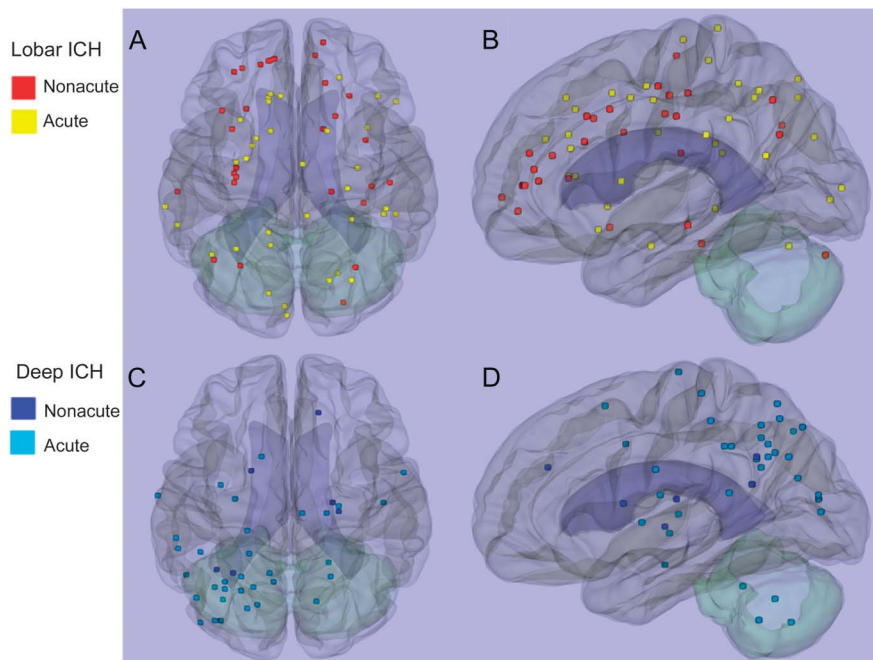 Lobar ICH
Nonacute
Acute
A
B
Deep ICH
Nonacute
Acute
C
D